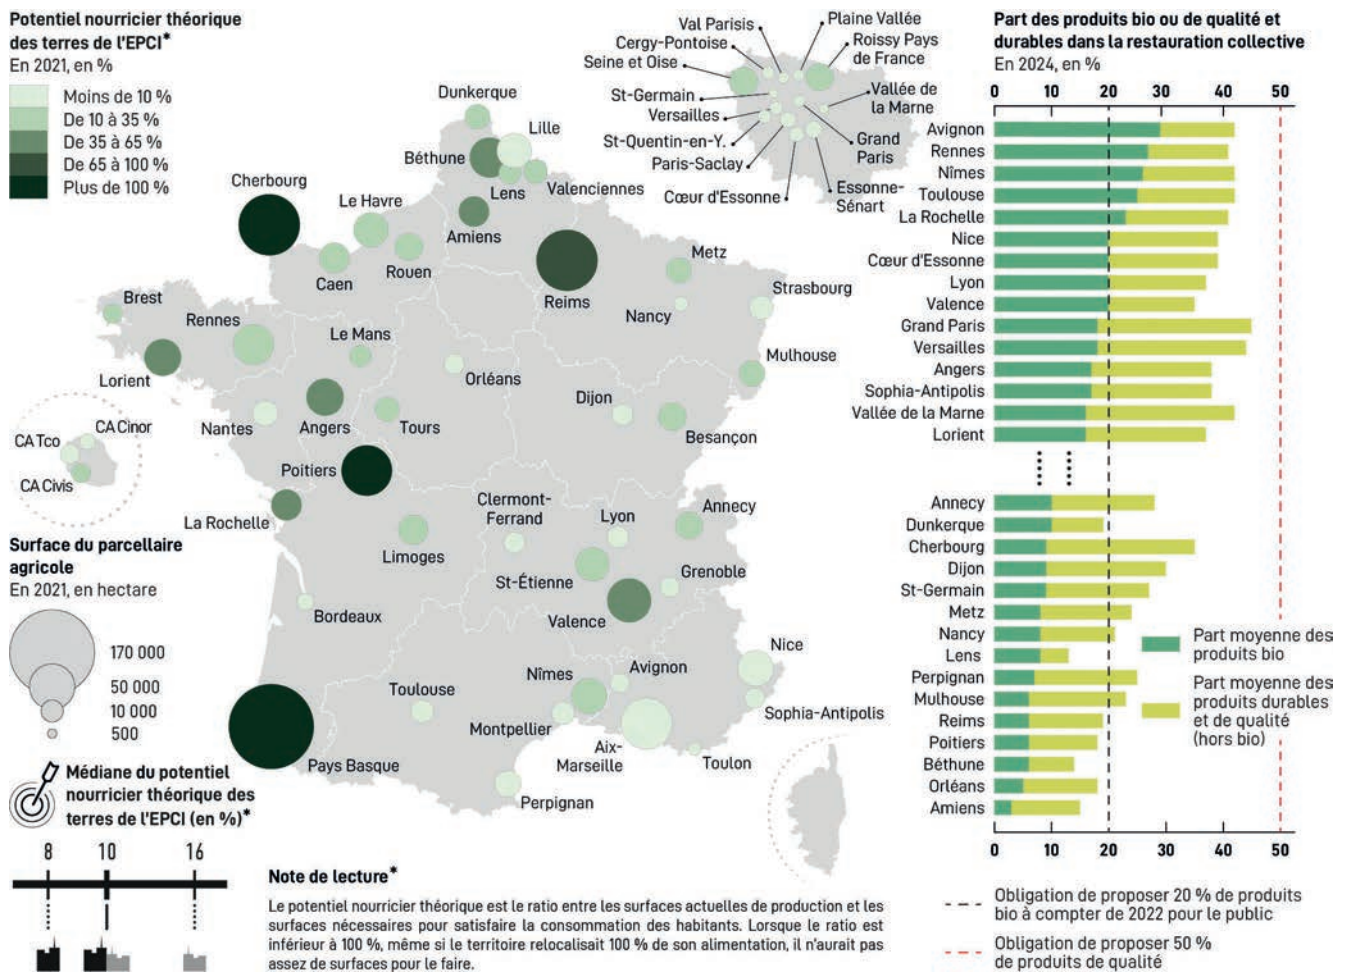 Potentiel nourricier théorique
des terres de l'EPCI*
En 2021, en %
Moins de 10 %
De 10 à 35 %
De 35 à 65 %
De 65 à 100 %
Plus de 100 %
Val Parisis
Plaine Vallée
Cergy-Pontoise
Roissy Pays
de France
Seine et Oise
St-Germain
Vallée de
la Marne
Versailles
St-Quentin-en-Y.
Grand
Paris
Paris-Saclay
Cœur d'Essonne
Essonne-
Sénart
Dunkerque
Lille
Béthune
Lens
Valenciennes
Cherbourg
Le Havre
Amiens
Rouen
Caen
Reims
Metz
Nancy
Strasbourg
Brest
Rennes
Le Mans
Lorient
Orléans
Mulhouse
Dijon
Nantes
Angers
Tours
Besançon
CA Tco
CA Cinor
CA Civis
Poitiers
La Rochelle
Limoges
Clermont-
Ferrand
Lyon
Annecy
St-Étienne
Grenoble
Valence
Bordeaux
Nice
Avignon
Nîmes
Toulouse
Montpellier
Sophia-Antipolis
Aix-
Marseille
Toulon
Pays Basque
Perpignan
Surface du parcellaire
agricole
En 2021, en hectare
170 000
50 000
10 000
500
Médiane du potentiel
nourricier théorique des
terres de l'EPCI (en %)*
8 10 16
Note de lecture*
Le potentiel nourricier théorique est le ratio entre les surfaces actuelles de production et les
surfaces nécessaires pour satisfaire la consommation des habitants. Lorsque le ratio est
inférieur à 100 %, même si le territoire relocalisait 100 % de son alimentation, il n'aurait pas
assez de surfaces pour le faire.
Part des produits bio ou de qualité et
durables dans la restauration collective
En 2024, en %
0 10 20 30 40 50
Avignon
Rennes
Nîmes
Toulouse
La Rochelle
Nice
Cœur d'Essonne
Lyon
Valence
Grand Paris
Versailles
Angers
Sophia-Antipolis
Vallée de la Marne
Lorient
Annecy
Dunkerque
Cherbourg
Dijon
St-Germain
Metz
Nancy
Lens
Perpignan
Mulhouse
Reims
Poitiers
Béthune
Orléans
Amiens
Part moyenne des
produits bio
Part moyenne des
produits durables
et de qualité
(hors bio)
0 10 20 30 40 50
Obligation de proposer 20 % de produits
bio à compter de 2022 pour le public
Obligation de proposer 50 %
de produits de qualité